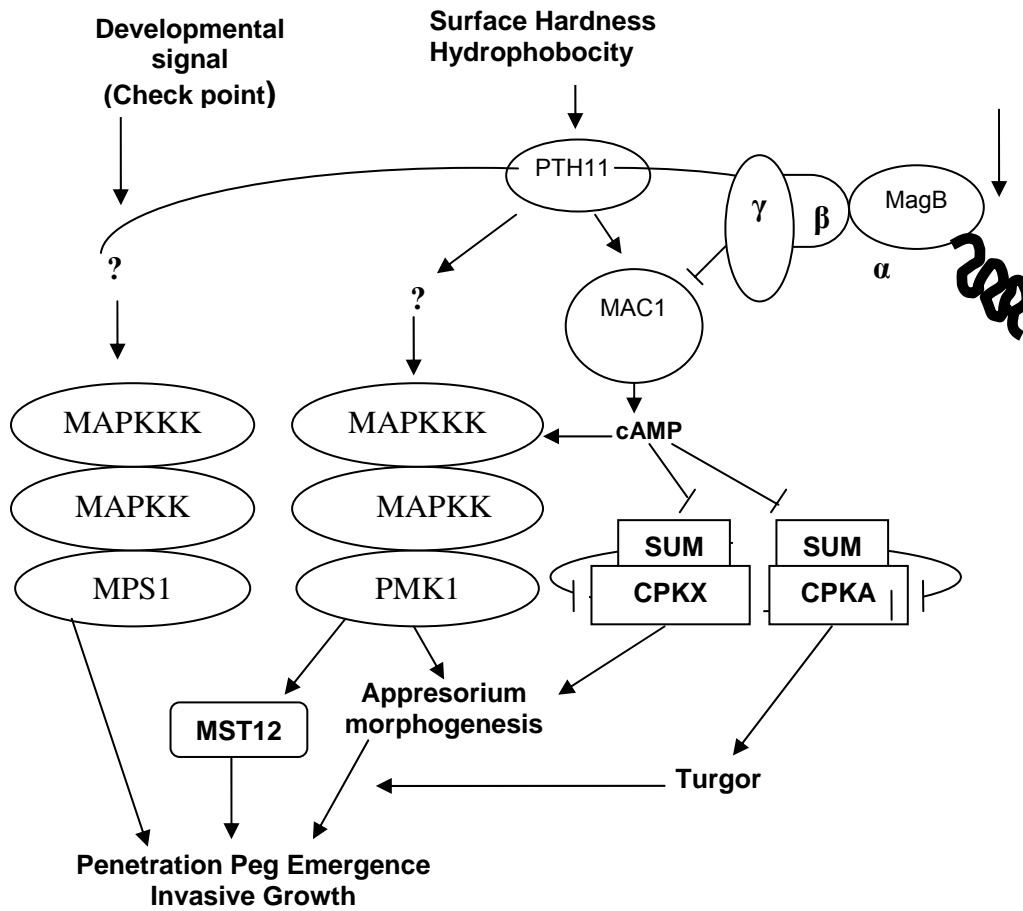 Developmental
signal
(Check point)
Surface Hardness
Hydrophobocity
PTH11
γ
β
MagB
α
?
?
MAC1
MAPKKK
MAPKKK
cAMP
MAPKK
MAPKK
SUM
SUM
MPS1
PMK1
CPKX
CPKA
Appresorium
morphogenesis
MST12
Turgor
Penetration Peg Emergence
Invasive Growth